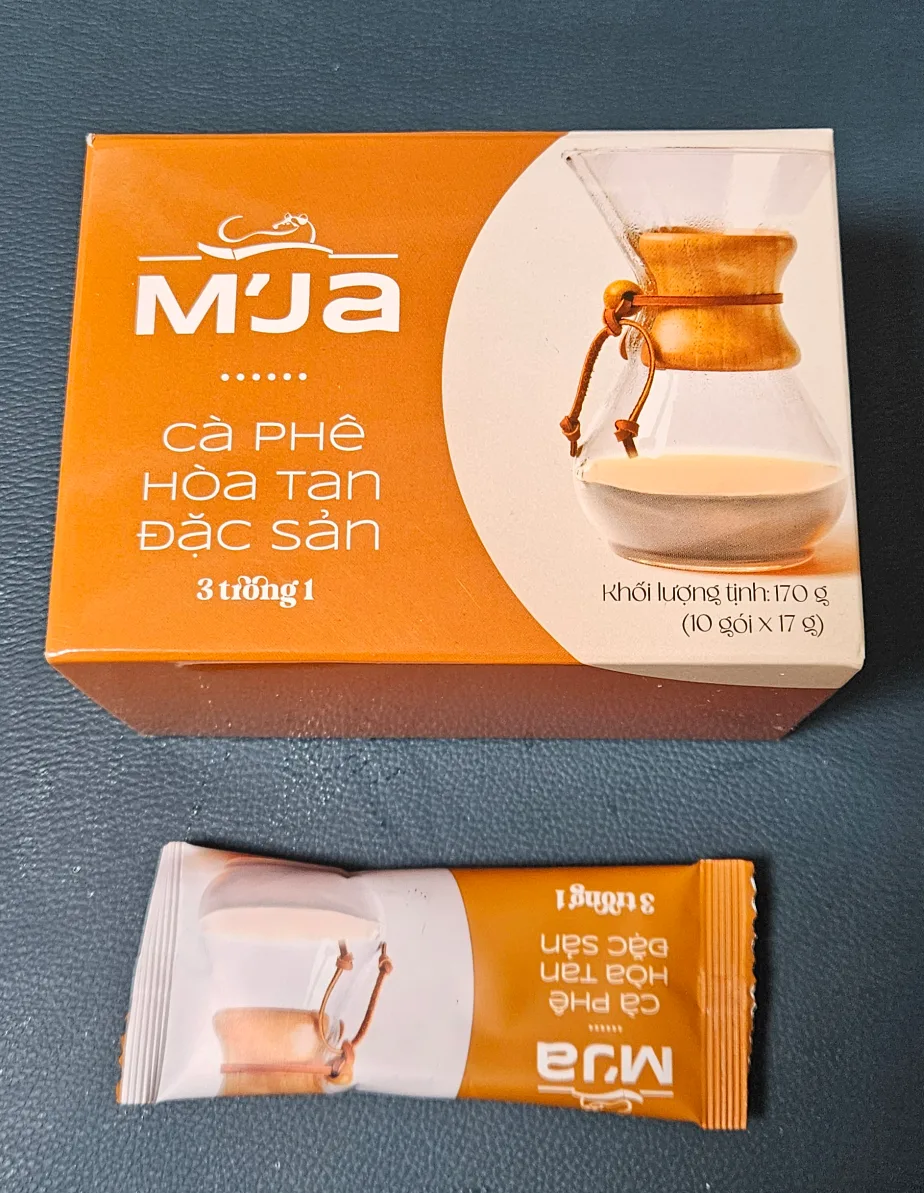 M'Ja
Cà PHê
Hòa Tan
Đặc sản
3 trong 1
Khối lượng tịnh: 170 g
(10 gói x 17 g)
M'Ja
Cà PHê
Hòa Tan
Đặc sản
3 trong 1